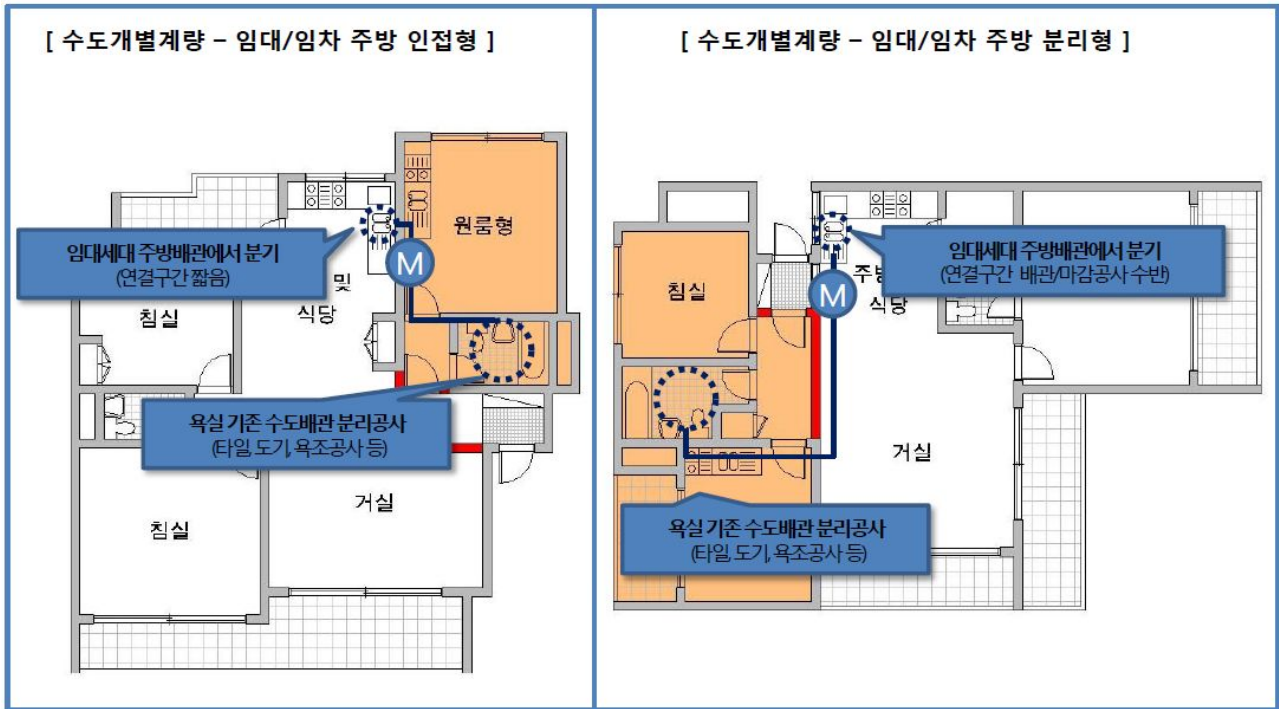 [ 수도개별계량 – 임대/임차 주방 인접형 ]
원룸형
임대세대 주방배관에서 분기
(연결구간 짧음)
M
및
식당
침실
욕실 기존 수도배관 분리공사
(타일, 도기, 욕조공사 등)
거실
침실
[ 수도개별계량 – 임대/임차 주방 분리형 ]
임대세대 주방배관에서 분기
(연결구간 배관/마감공사 수반)
침실
M
주방
식당
거실
욕실 기존 수도배관 분리공사
(타일, 도기, 욕조공사 등)